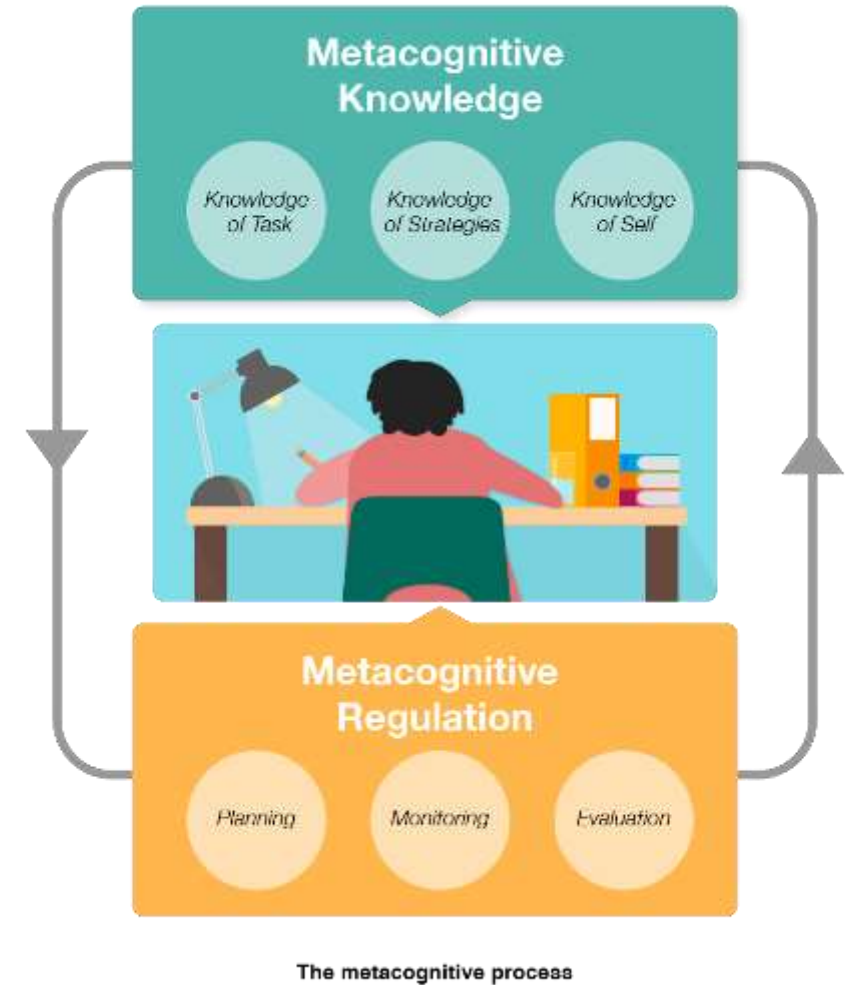 Metacognitive
Knowledge
Knowledge
of Task
Knowledge
of Strategies
Knowledge
of Self
Metacognitive
Regulation
Planning
Monitoring
Evaluation
The metacognitive process